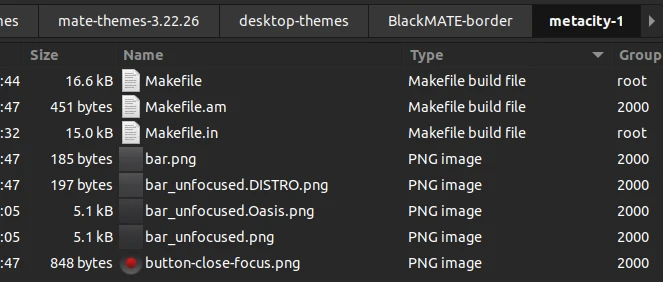 nes mate-themes-3.22.26 desktop-themes BlackMATE-border metacity-1
Size Name Type Group
:44 16.6 kB Makefile Makefile build file root
:47 451 bytes Makefile.am Makefile build file 2000
:32 15.0 kB Makefile.in Makefile build file root
:47 185 bytes bar.png PNG image 2000
:47 197 bytes bar_unfocused.DISTRO.png PNG image 2000
:05 5.1 kB bar_unfocused.Oasis.png PNG image 2000
:05 5.1 kB bar_unfocused.png PNG image 2000
:47 848 bytes button-close-focus.png PNG image 2000